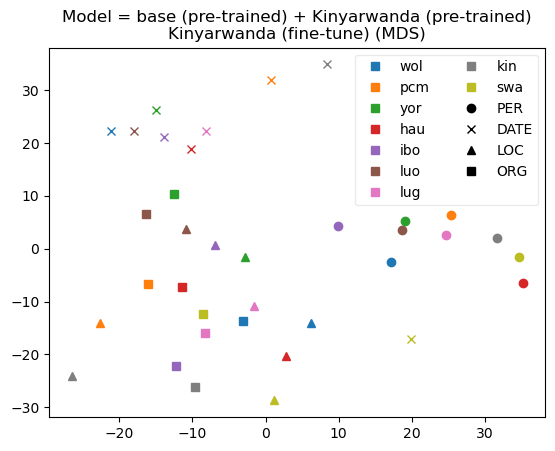 Model = base (pre-trained) + Kinyarwanda (pre-trained)
Kinyarwanda (fine-tune) (MDS)
wol
pcm
yor
hau
ibo
luo
lug
kin
swa
PER
DATE
LOC
ORG
30
20
10
0
−10
−20
−30
−20
−10
0
10
20
30